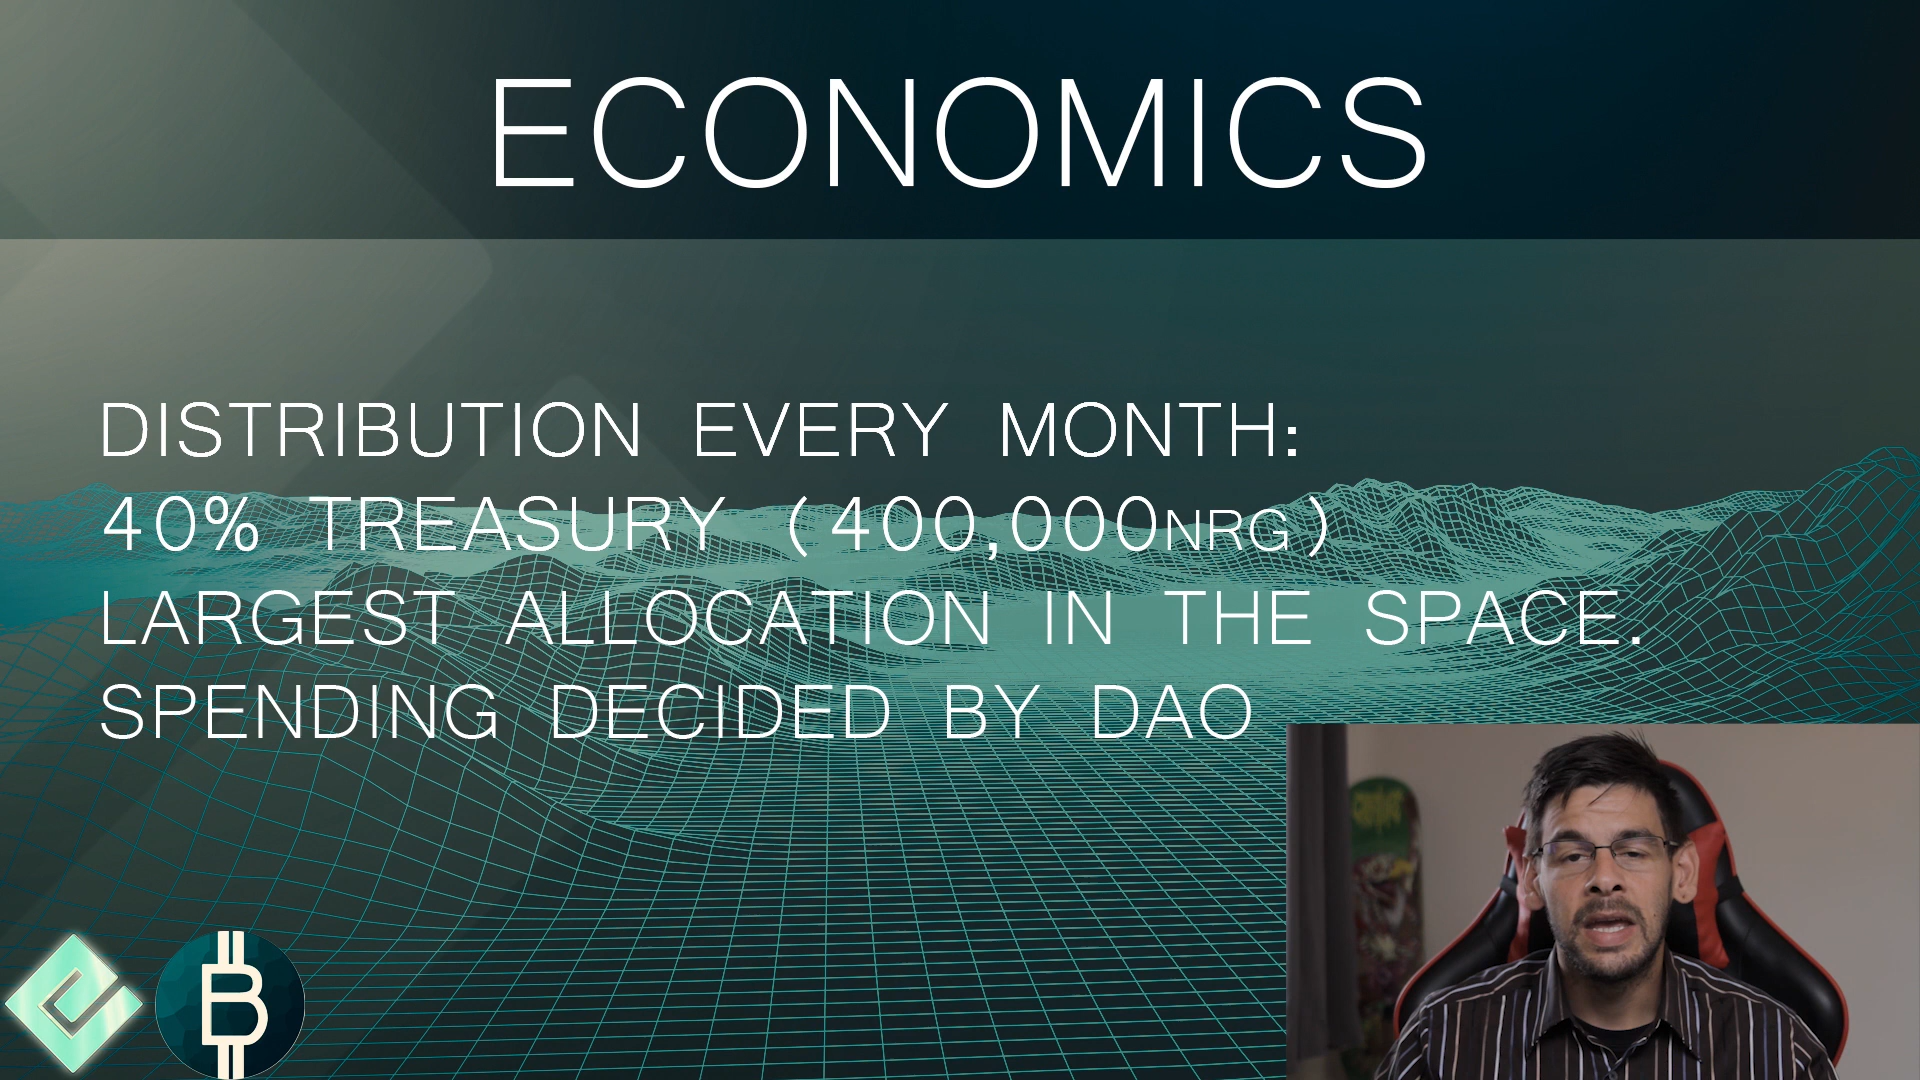 ECONOMICS
DISTRIBUTION EVERY MONTH:
40% TREASURY (400,000NRG)
LARGEST ALLOCATION IN THE SPACE.
SPENDING DECIDED BY DAO